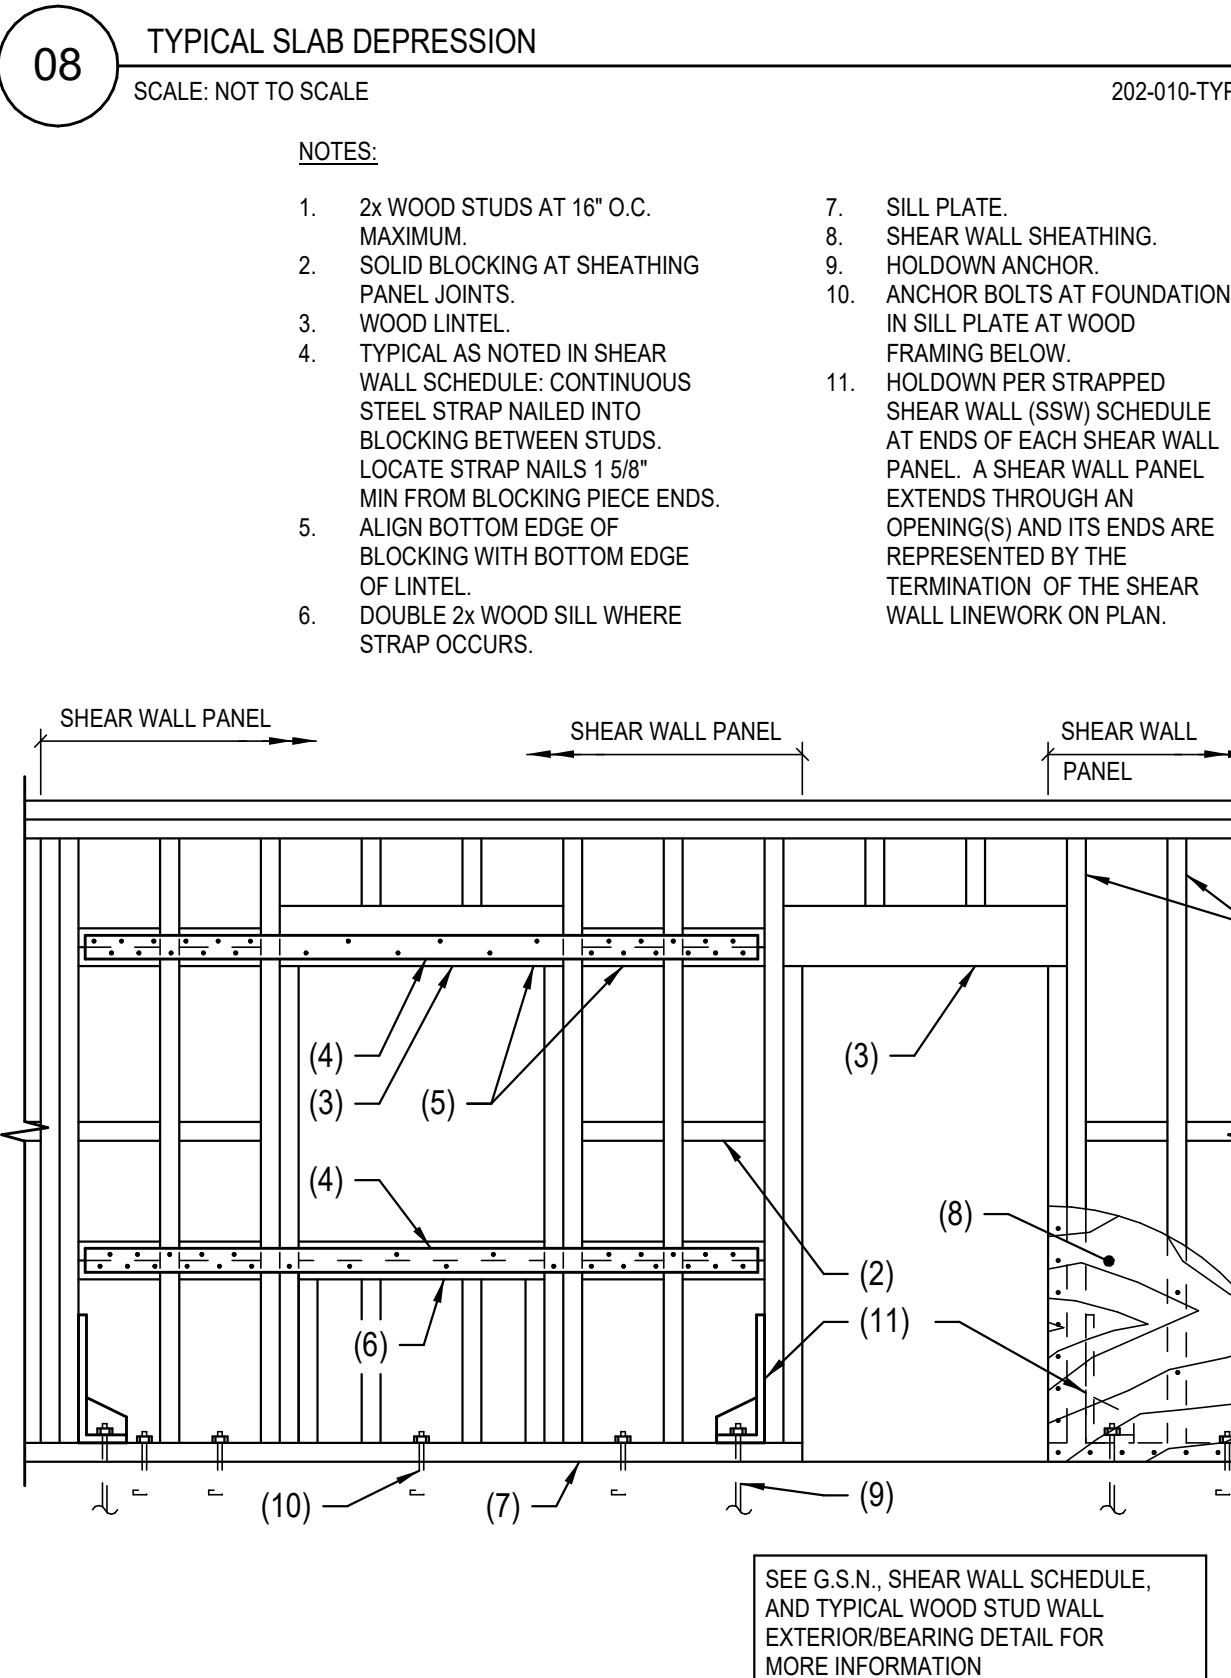 08
TYPICAL SLAB DEPRESSION
SCALE: NOT TO SCALE
202-010-TYP
NOTES:
1. 2x WOOD STUDS AT 16" O.C.
MAXIMUM.
2. SOLID BLOCKING AT SHEATHING
PANEL JOINTS.
3. WOOD LINTEL.
4. TYPICAL AS NOTED IN SHEAR
WALL SCHEDULE: CONTINUOUS
STEEL STRAP NAILED INTO
BLOCKING BETWEEN STUDS.
LOCATE STRAP NAILS 1 5/8"
MIN FROM BLOCKING PIECE ENDS.
5. ALIGN BOTTOM EDGE OF
BLOCKING WITH BOTTOM EDGE
OF LINTEL.
6. DOUBLE 2x WOOD SILL WHERE
STRAP OCCURS.
7. SILL PLATE.
8. SHEAR WALL SHEATHING.
9. HOLDOWN ANCHOR.
10. ANCHOR BOLTS AT FOUNDATION
IN SILL PLATE AT WOOD
FRAMING BELOW.
11. HOLDOWN PER STRAPPED
SHEAR WALL (SSW) SCHEDULE
AT ENDS OF EACH SHEAR WALL
PANEL. A SHEAR WALL PANEL
EXTENDS THROUGH AN
OPENING(S) AND ITS ENDS ARE
REPRESENTED BY THE
TERMINATION OF THE SHEAR
WALL LINEWORK ON PLAN.
SHEAR WALL PANEL
SHEAR WALL PANEL
SHEAR WALL
PANEL
(4)
(3)
(5)
(3)
(4)
(8)
(2)
(11)
(6)
(10)
(7)
(9)
SEE G.S.N., SHEAR WALL SCHEDULE,
AND TYPICAL WOOD STUD WALL
EXTERIOR/BEARING DETAIL FOR
MORE INFORMATION